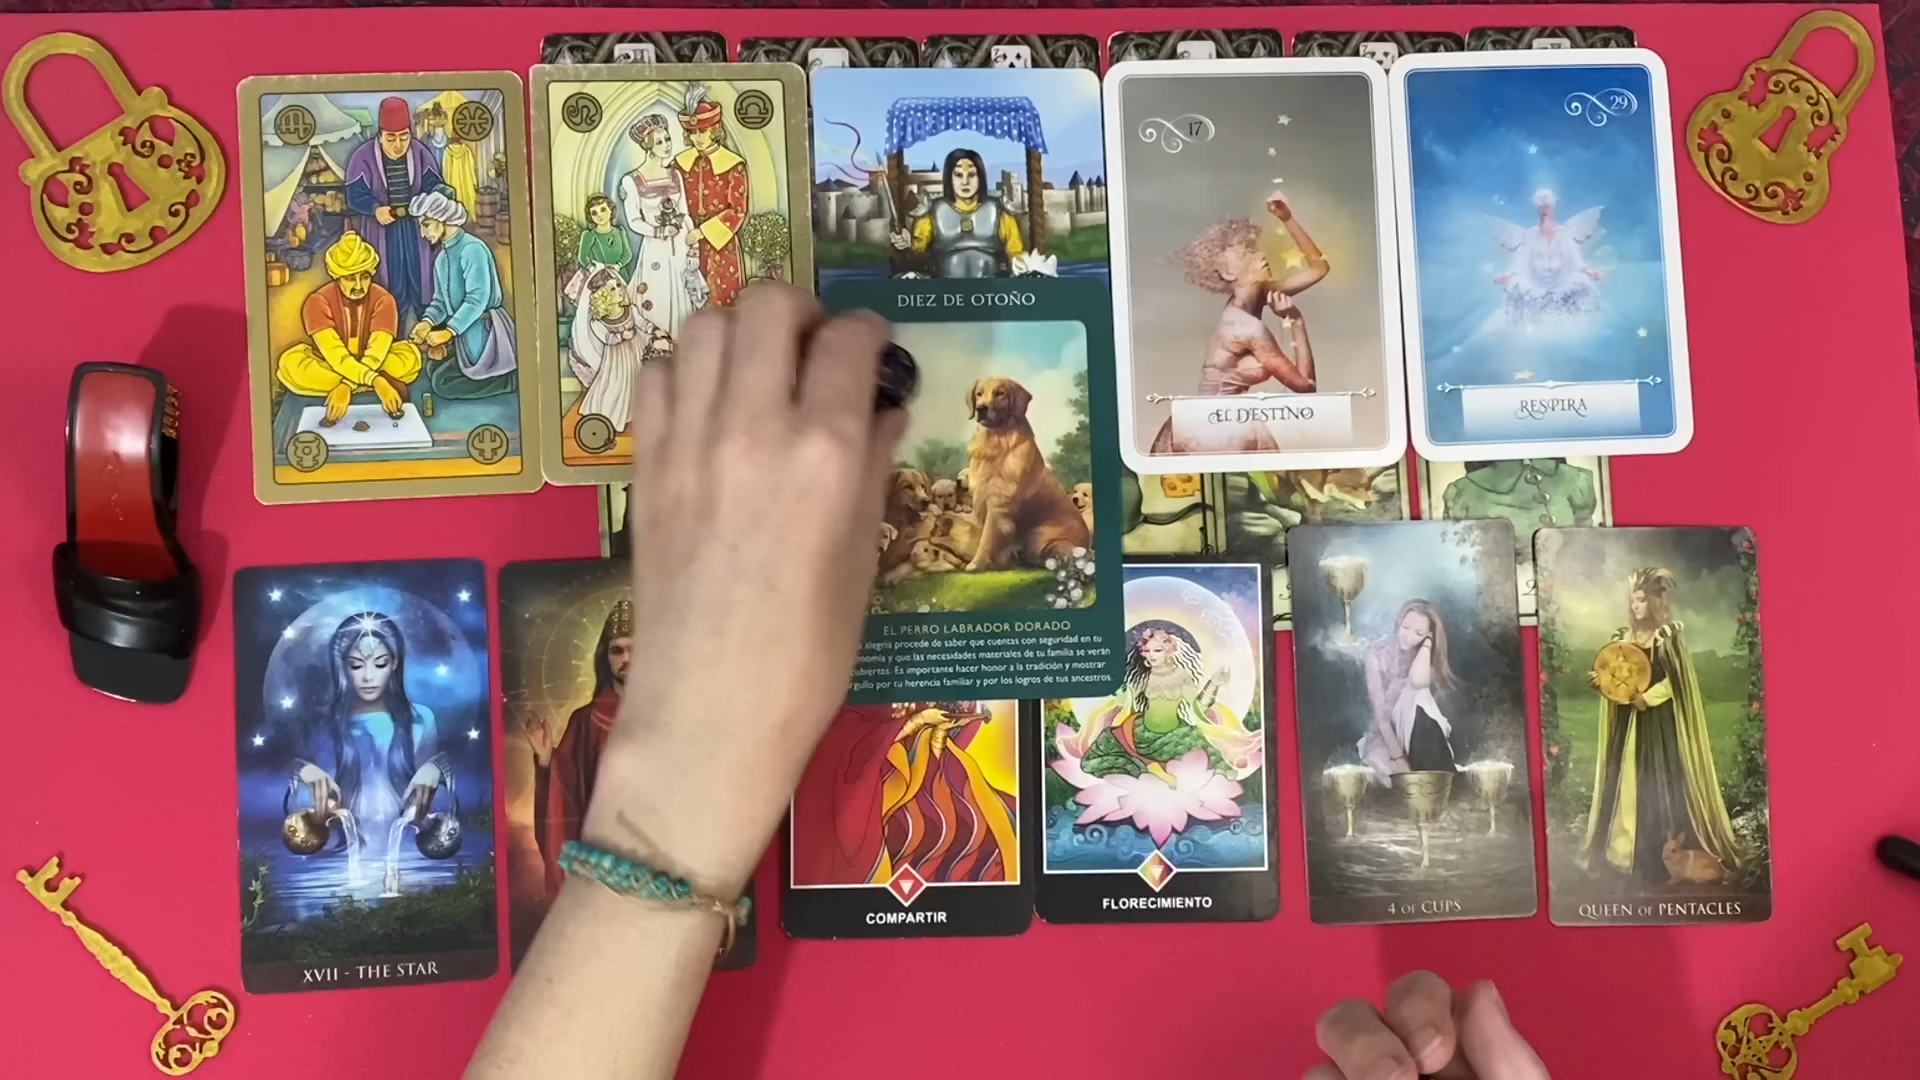 17
29
EL DESTINO
RESPIRA
DIEZ DE OTOÑO
EL PERRO LABRADOR DORADO
alegría procede de saber que cuentas con seguridad en tu
y que las necesidades materiales de tu familia se verán
cubiertas. Es importante hacer honor a la tradición y mostrar
por tu herencia familiar y por los logros de tus ancestros.
XVII - THE STAR
COMPARTIR
FLORECIMIENTO
4 OF CUPS
QUEEN OF PENTACLES